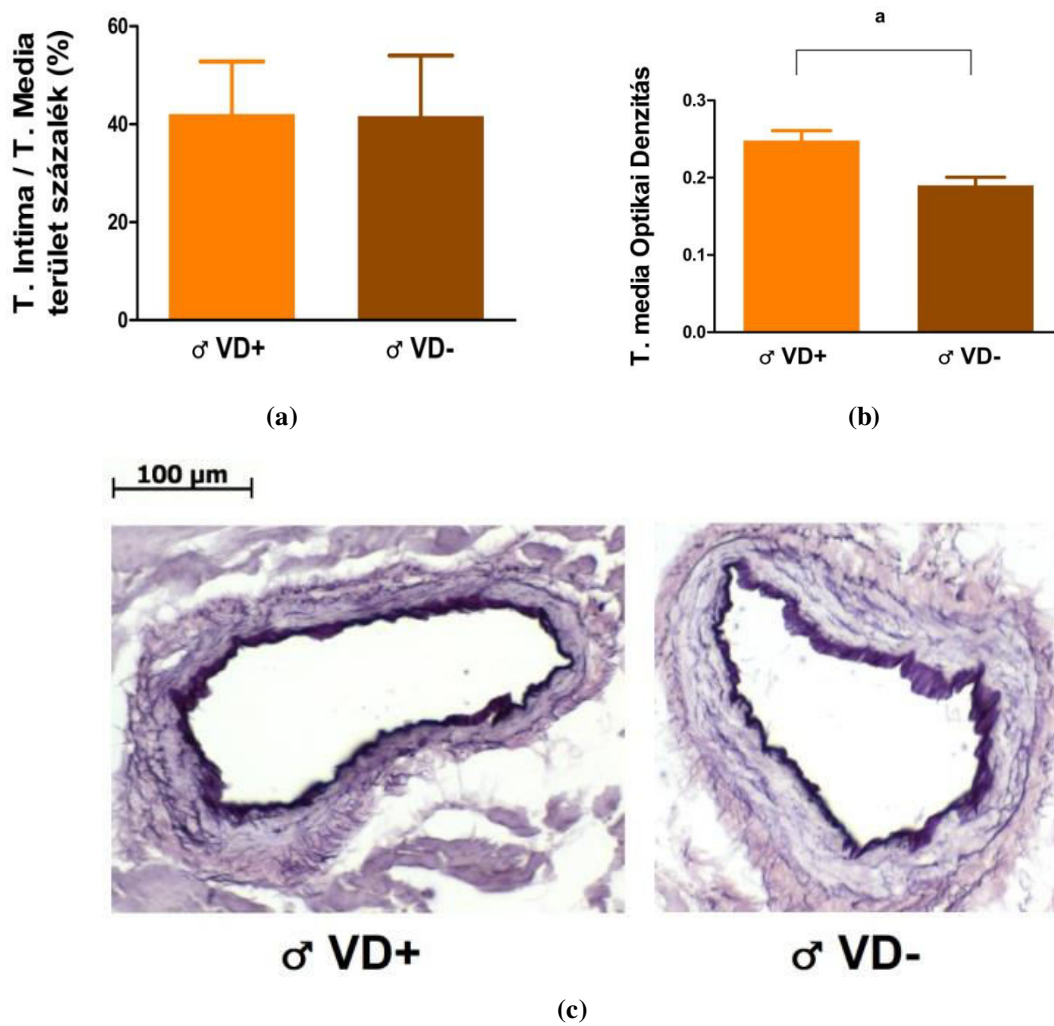 T. Intima / T. Media
terület százalék (%)
60
40
20
0
♂ VD+
♂ VD-
(a)
a
T. media Optikai Denzitás
0.3
0.2
0.1
0.0
♂ VD+
♂ VD-
(b)
100 µm
♂ VD+
♂ VD-
(c)